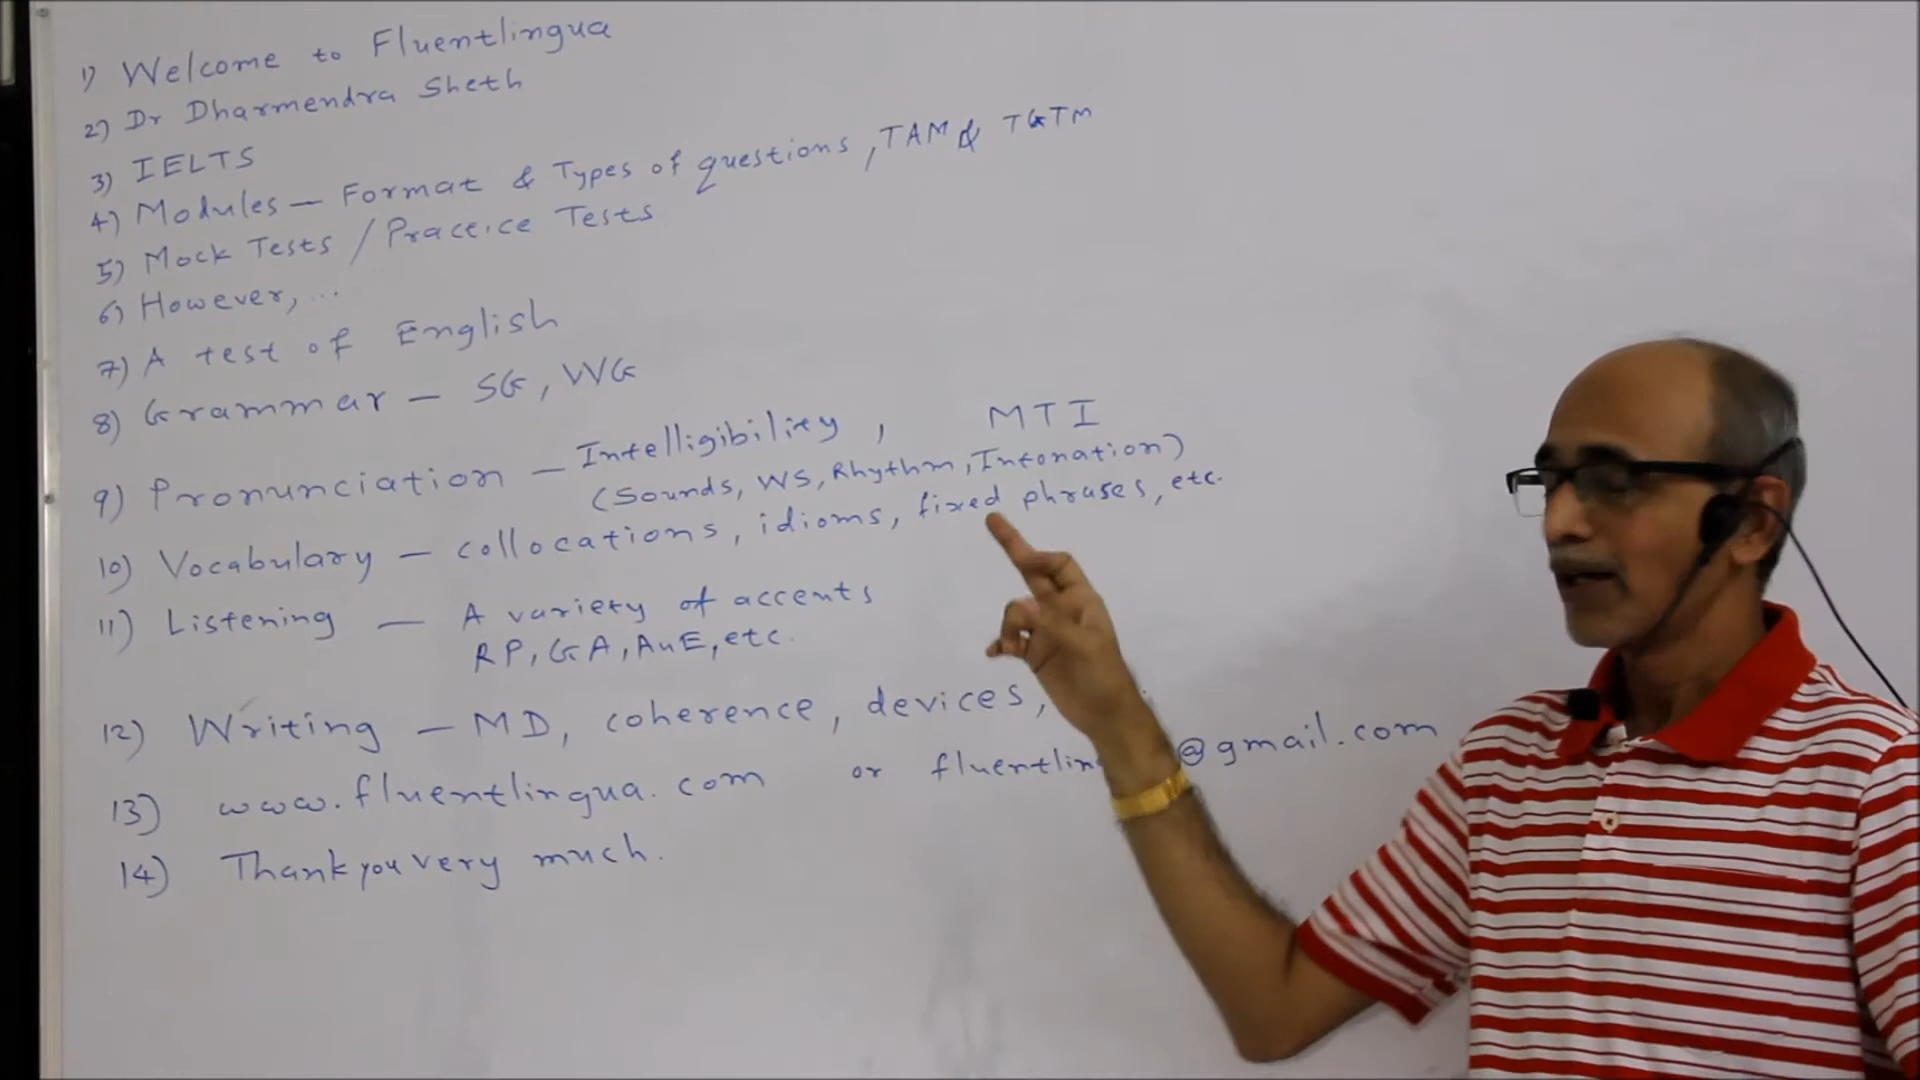 1) Welcome to Fluentlingua
2) Dr Dharmendra Sheth
3) IELTS
4) Modules — Format & Types of questions, TAM & TGTM
5) Mock Tests / Practice Tests
6) However, ...
7) A test of English
8) Grammar — SG, WG
9) Pronunciation — Intelligibility, MTI
(Sounds, WS, Rhythm, Intonation)
10) Vocabulary — collocations, idioms, fixed phrases, etc.
11) Listening — A variety of accents
RP, GA, AuE, etc.
12) Writing — MD, coherence, devices,
13) www.fluentlingua.com or fluentlin @gmail.com
14) Thank you very much.